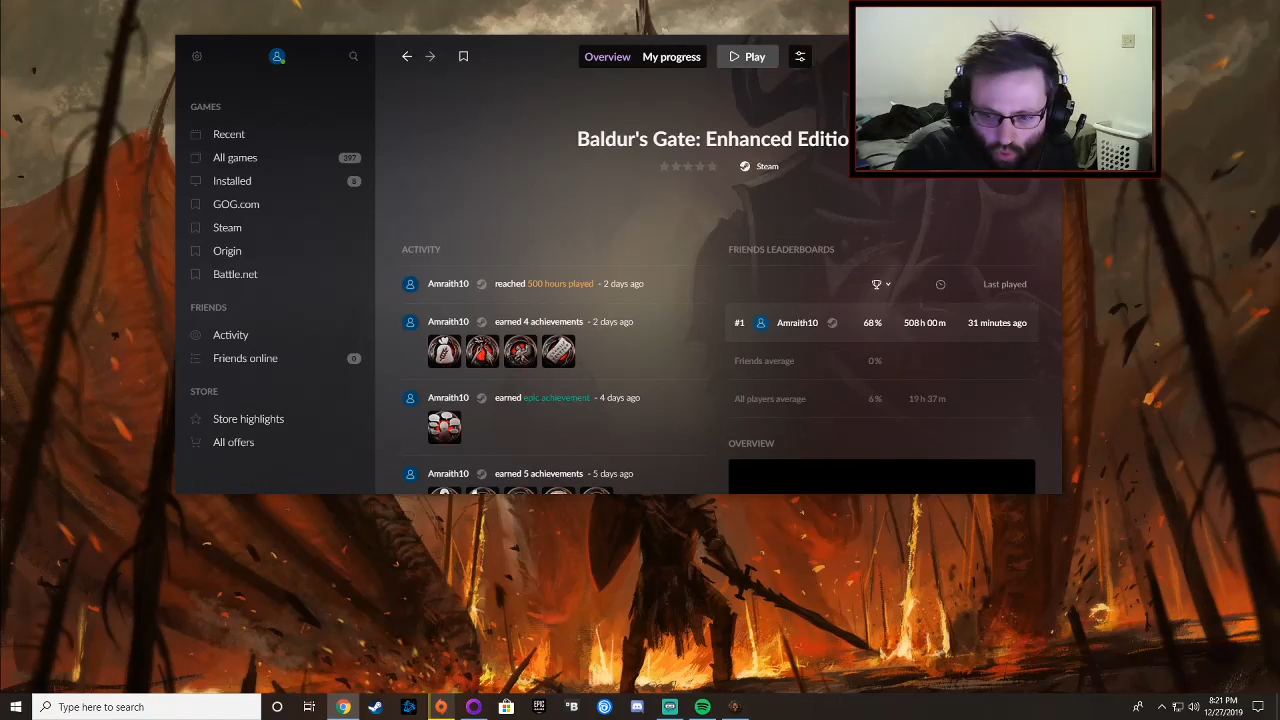 Overview My progress Play
GAMES
Recent
All games 397
Installed 8
GOG.com
Steam
Origin
Battle.net
FRIENDS
Activity
Friends online 0
STORE
Store highlights
All offers
Baldur's Gate: Enhanced Editio
Steam
ACTIVITY
Amraith10 reached 500 hours played - 2 days ago
Amraith10 earned 4 achievements - 2 days ago
Amraith10 earned epic achievement - 4 days ago
Amraith10 earned 5 achievements - 5 days ago
FRIENDS LEADERBOARDS
Last played
#1 Amraith10 68% 508h 00m 31 minutes ago
Friends average 0%
All players average 6% 19h 37m
OVERVIEW
Type here to search
EPIC GAMES
B
8:21 PM
12/27/2019